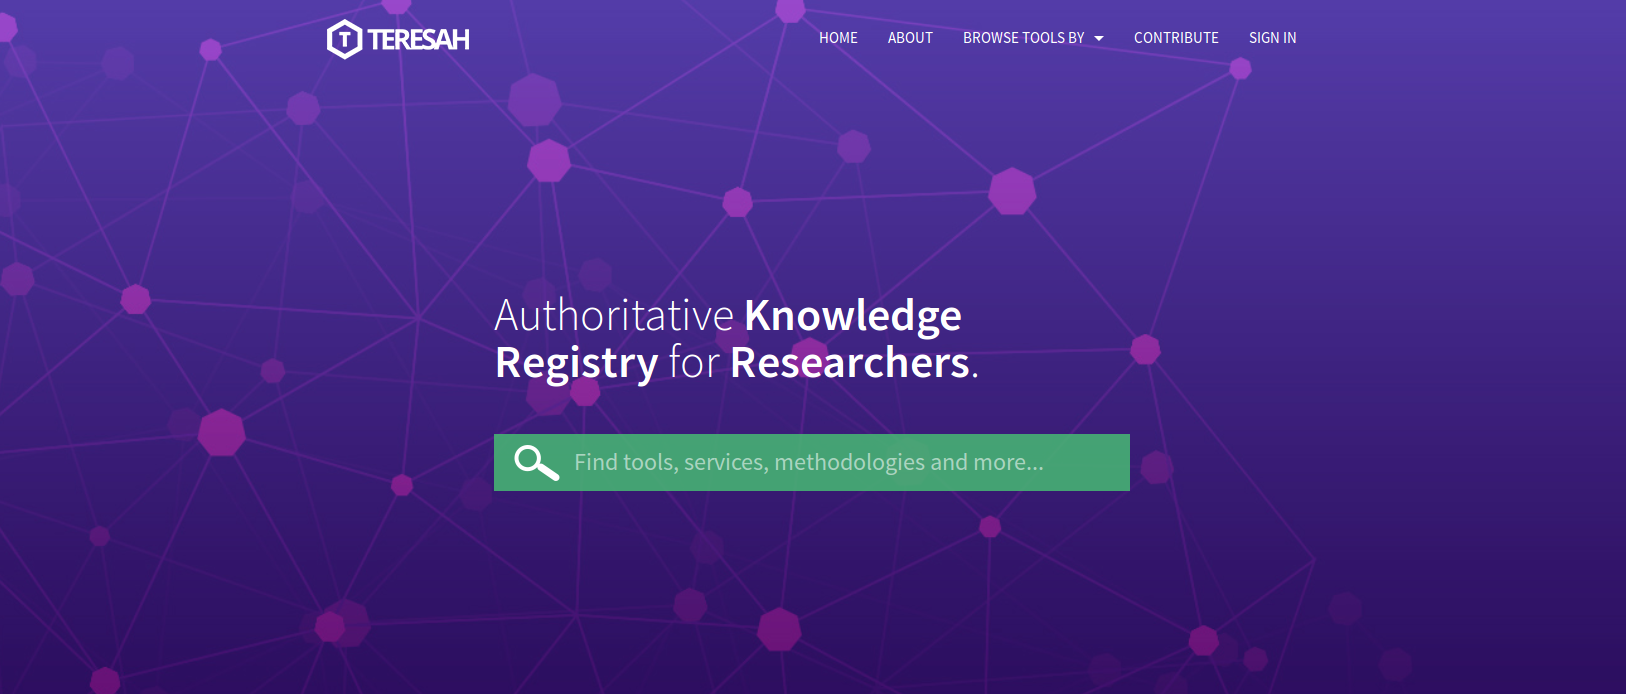 T TERESAH
HOME ABOUT BROWSE TOOLS BY CONTRIBUTE SIGN IN
Authoritative Knowledge
Registry for Researchers.
Find tools, services, methodologies and more...